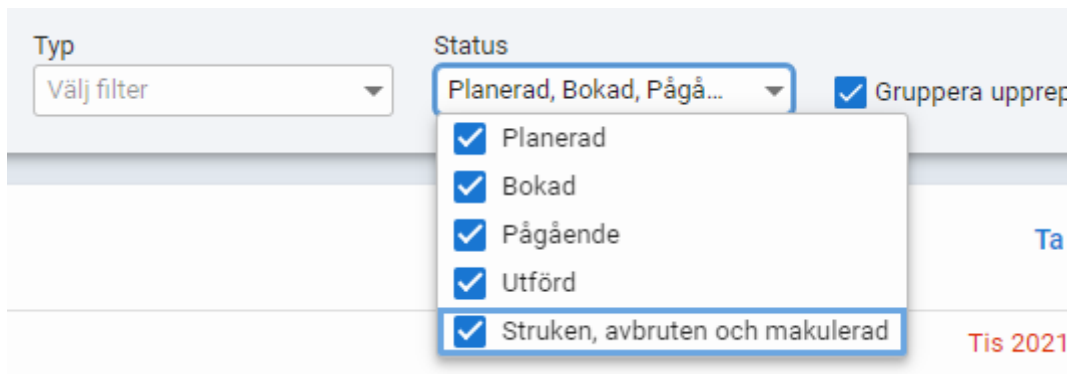 Typ
Status
Välj filter
Planerad, Bokad, Pågå...
Gruppera upprep
Planerad
Bokad
Pågående
Ta
Utförd
Struken, avbruten och makulerad
Tis 2021